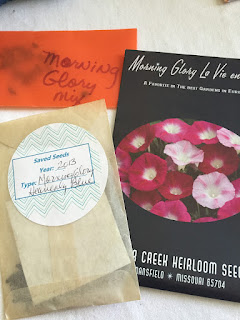 Morning
Glory
mix
Morning Glory La Vie en
A Favorite in The Best Gardens in Euro
Saved Seeds
Year: 2013
Type: Morning Glory
Heavenly Blue
R CREEK HEIRLOOM SEE
MANSFIELD * MISSOURI 65704